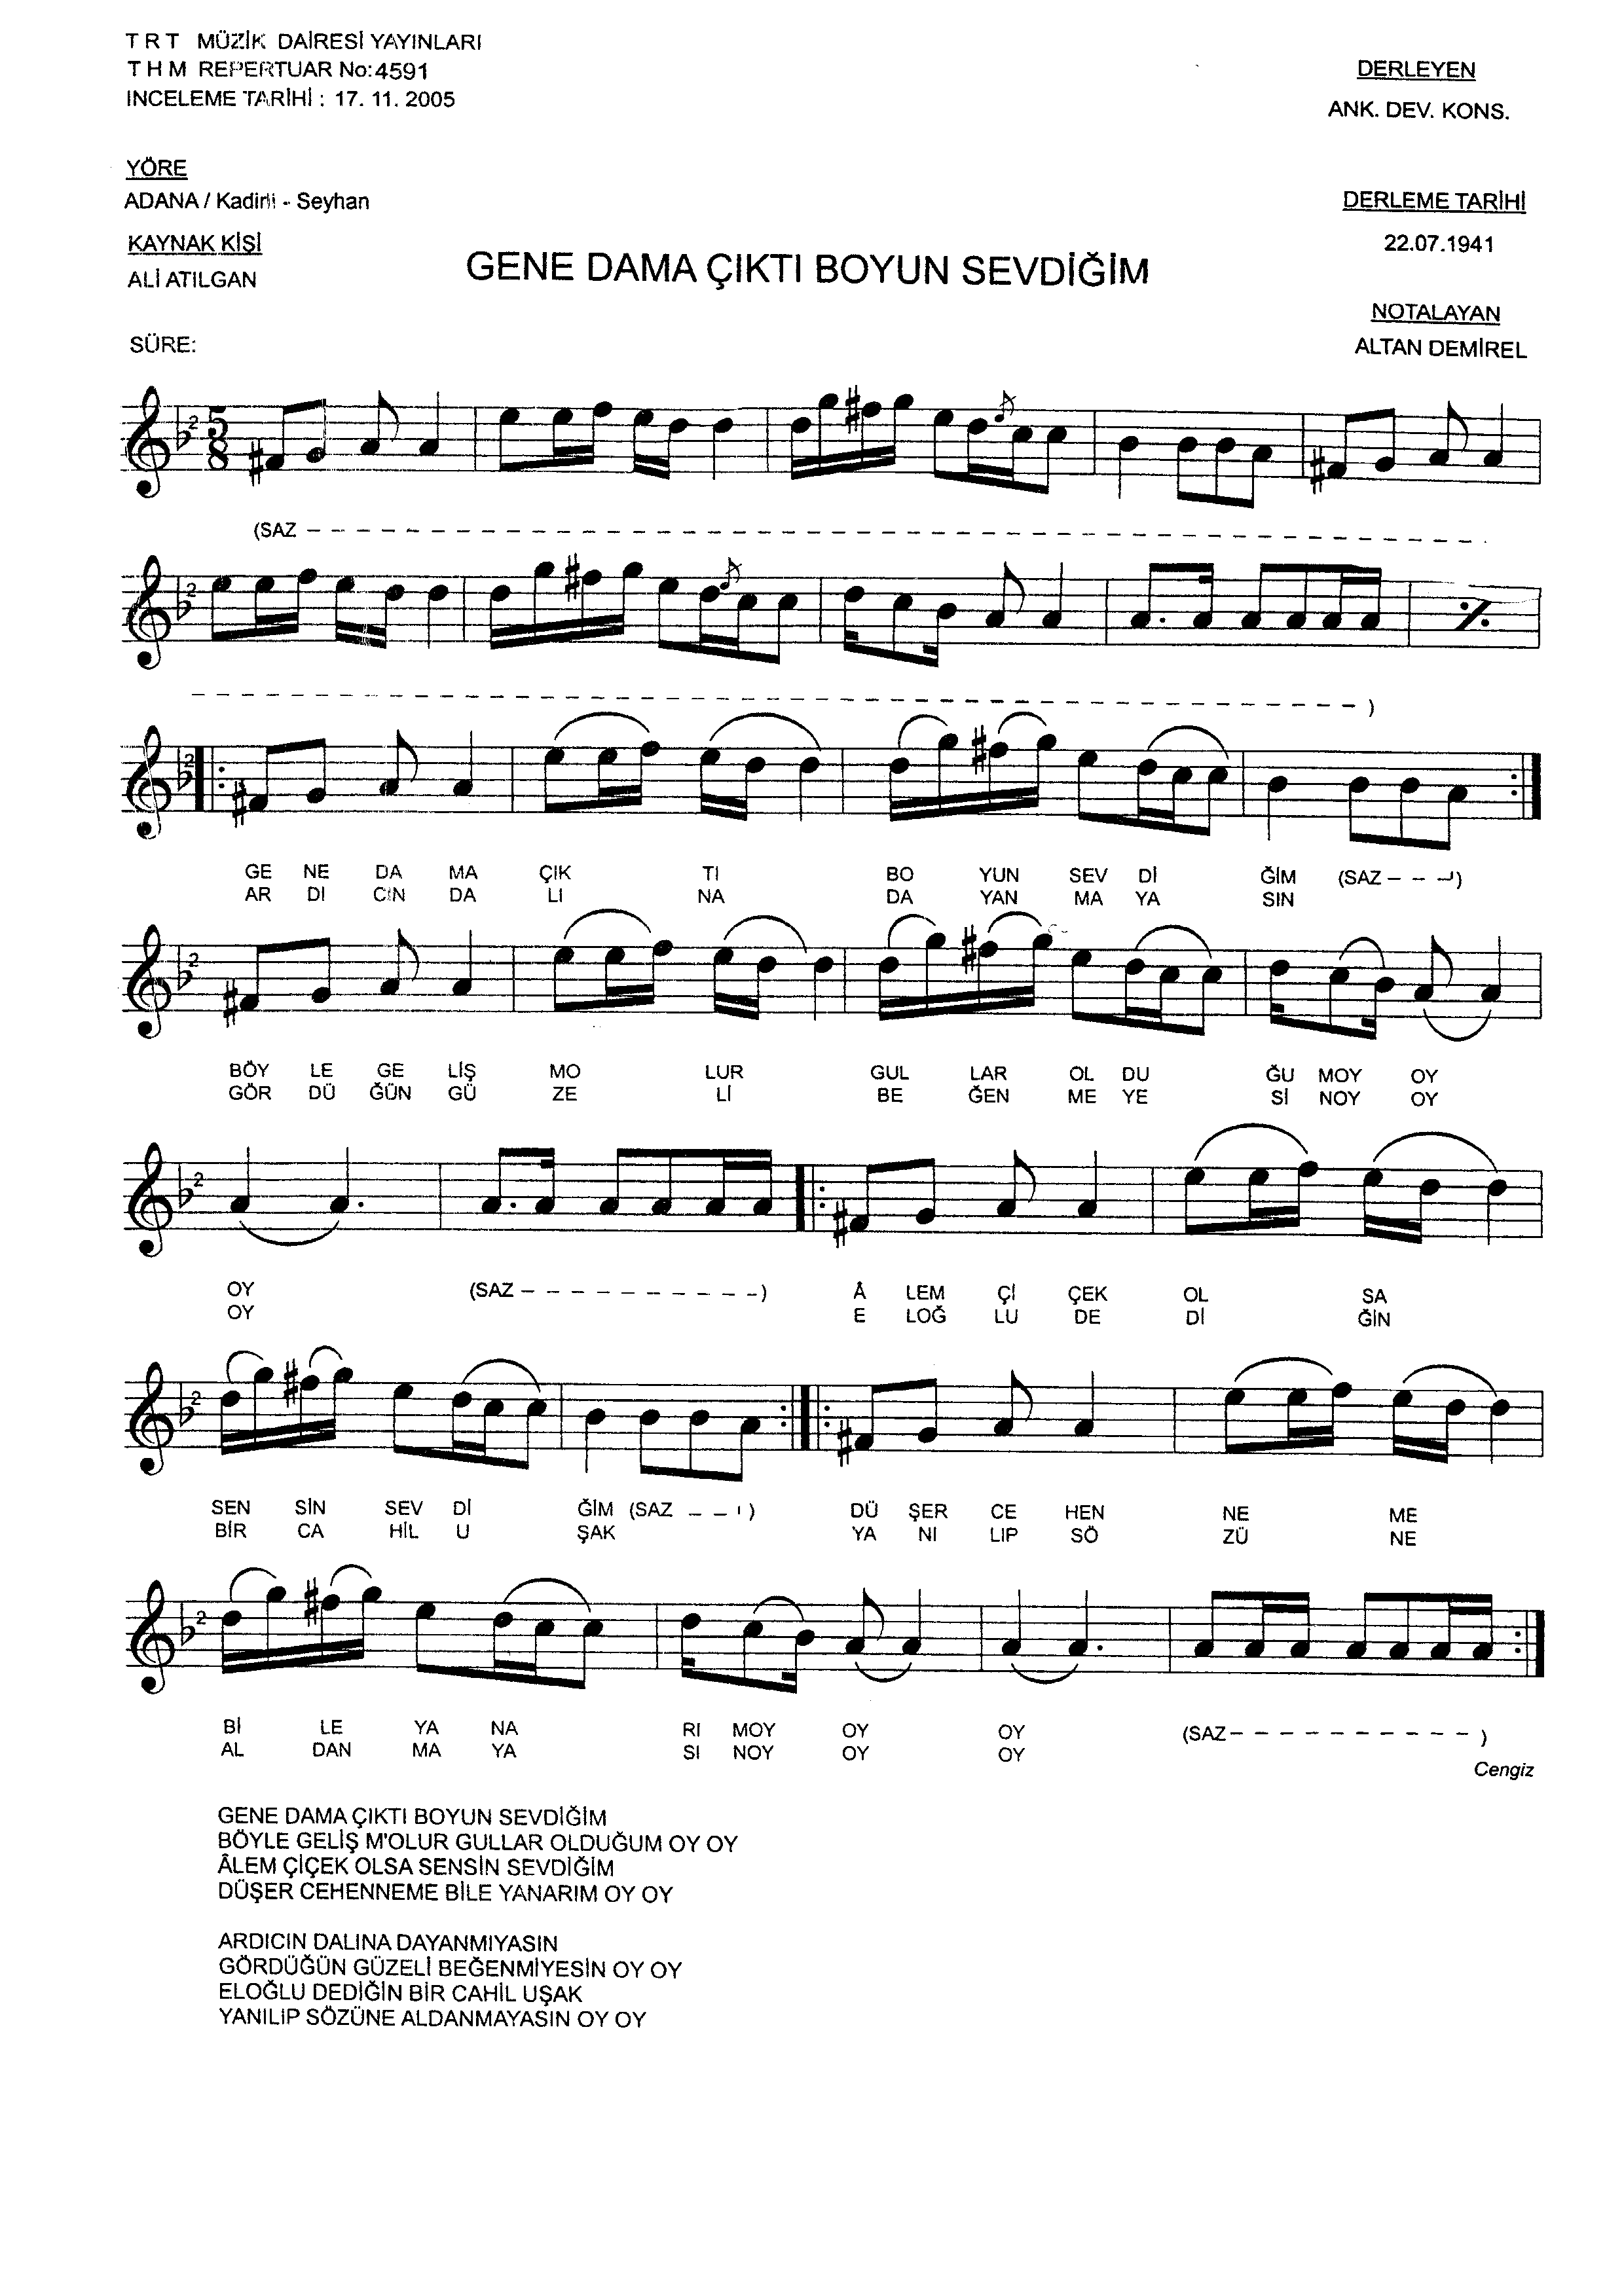 TRT MÜZİK DAİRESİ YAYINLARI
THM REPERTUAR No:4591
INCELEME TARİHİ : 17. 11. 2005
DERLEYEN
ANK. DEV. KONS.
YÖRE
ADANA / Kadirli - Seyhan
DERLEME TARİHİ
22.07.1941
KAYNAK KİŞİ
ALİ ATILGAN
GENE DAMA ÇIKTI BOYUN SEVDİĞİM
NOTALAYAN
ALTAN DEMİREL
SÜRE:
2 5 8
(SAZ – – – – – – – –
2
– – – – – – – – )
2
GE NE DA MA ÇIK TI BO YUN SEV Dİ ĞİM (SAZ – – –)
AR DI CIN DA LI NA DA YAN MA YA SIN
2
BÖY LE GE LİŞ MO LUR GUL LAR OL DU ĞU MOY OY
GÖR DÜ ĞÜN GÜ ZE Lİ BE ĞEN ME YE Sİ NOY OY
2
OY (SAZ – – – – – – – – – – –) Â LEM Çİ ÇEK OL SA
OY E LOĞ LU DE Dİ ĞİN
2
SEN SİN SEV Dİ ĞİM (SAZ – – ) DÜ ŞER CE HEN NE ME
BİR CA HİL U ŞAK YA NI LIP SÖ ZÜ NE
2
Bİ LE YA NA RI MOY OY OY (SAZ – – – – – – – – – – )
AL DAN MA YA SI NOY OY OY
Cengiz
GENE DAMA ÇIKTI BOYUN SEVDİĞİM
BÖYLE GELİŞ M'OLUR GULLAR OLDUĞUM OY OY
ÂLEM ÇİÇEK OLSA SENSİN SEVDİĞİM
DÜŞER CEHENNEME BİLE YANARIM OY OY
ARDICIN DALINA DAYANMIYASIN
GÖRDÜĞÜN GÜZELİ BEĞENMİYESİN OY OY
ELOĞLU DEDİĞİN BİR CAHİL UŞAK
YANILIP SÖZÜNE ALDANMAYASIN OY OY